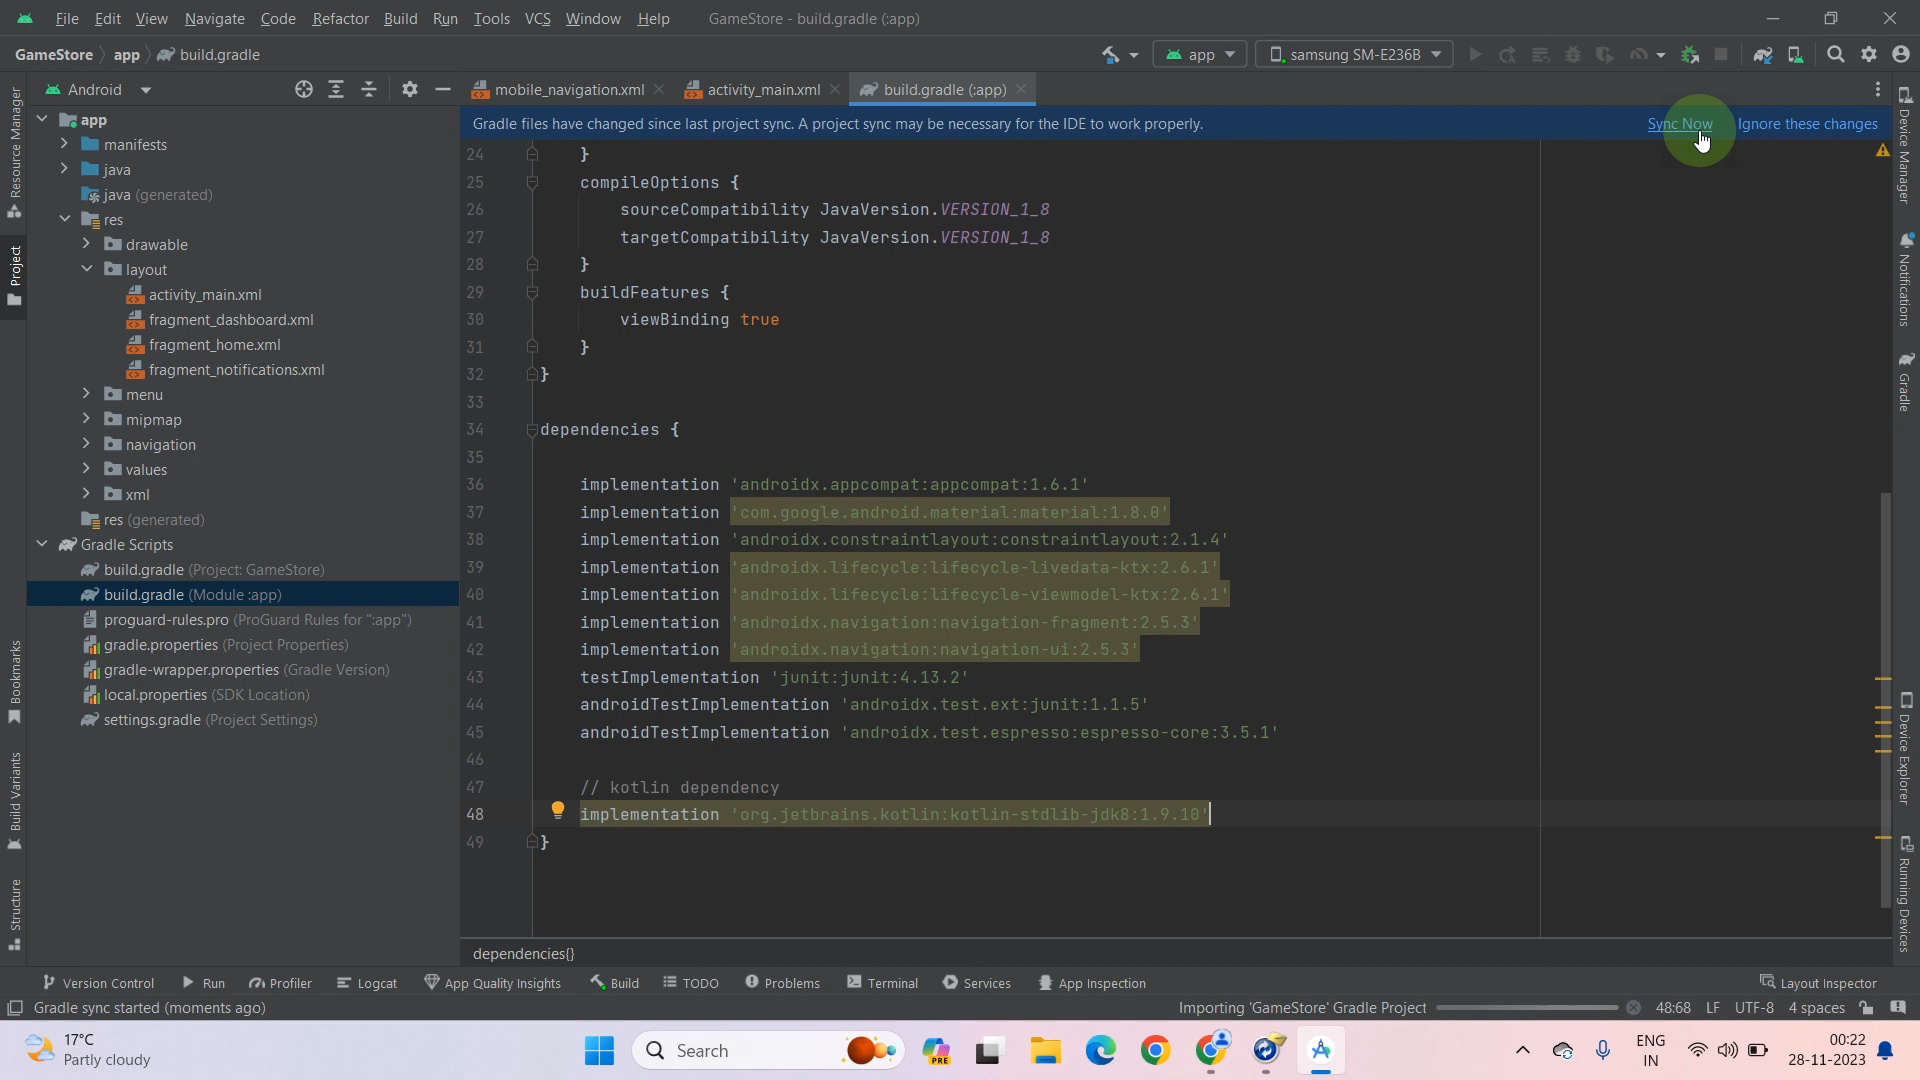 File Edit View Navigate Code Refactor Build Run Tools VCS Window Help GameStore - build.gradle (:app)
GameStore app build.gradle app samsung SM-E236B
Android mobile_navigation.xml activity_main.xml build.gradle (:app)
Gradle files have changed since last project sync. A project sync may be necessary for the IDE to work properly. Sync Now Ignore these changes
app
manifests
java
java (generated)
res
drawable
layout
activity_main.xml
fragment_dashboard.xml
fragment_home.xml
fragment_notifications.xml
menu
mipmap
navigation
values
xml
res (generated)
Gradle Scripts
build.gradle (Project: GameStore)
build.gradle (Module :app)
proguard-rules.pro (ProGuard Rules for ":app")
gradle.properties (Project Properties)
gradle-wrapper.properties (Gradle Version)
local.properties (SDK Location)
settings.gradle (Project Settings)
24 }
25 compileOptions {
26 sourceCompatibility JavaVersion.VERSION_1_8
27 targetCompatibility JavaVersion.VERSION_1_8
28 }
29 buildFeatures {
30 viewBinding true
31 }
32 }
33
34 dependencies {
35
36 implementation 'androidx.appcompat:appcompat:1.6.1'
37 implementation 'com.google.android.material:material:1.8.0'
38 implementation 'androidx.constraintlayout:constraintlayout:2.1.4'
39 implementation 'androidx.lifecycle:lifecycle-livedata-ktx:2.6.1'
40 implementation 'androidx.lifecycle:lifecycle-viewmodel-ktx:2.6.1'
41 implementation 'androidx.navigation:navigation-fragment:2.5.3'
42 implementation 'androidx.navigation:navigation-ui:2.5.3'
43 testImplementation 'junit:junit:4.13.2'
44 androidTestImplementation 'androidx.test.ext:junit:1.1.5'
45 androidTestImplementation 'androidx.test.espresso:espresso-core:3.5.1'
46
47 // kotlin dependency
48 implementation 'org.jetbrains.kotlin:kotlin-stdlib-jdk8:1.9.10'
49 }
dependencies{}
Resource Manager
Project
Bookmarks
Build Variants
Structure
Device Manager
Notifications
Gradle
Device Explorer
Running Devices
Version Control Run Profiler Logcat App Quality Insights Build TODO Problems Terminal Services App Inspection Layout Inspector
Gradle sync started (moments ago) Importing 'GameStore' Gradle Project 48:68 LF UTF-8 4 spaces
17°C
Partly cloudy
Search
PRE
ENG
IN
00:22
28-11-2023